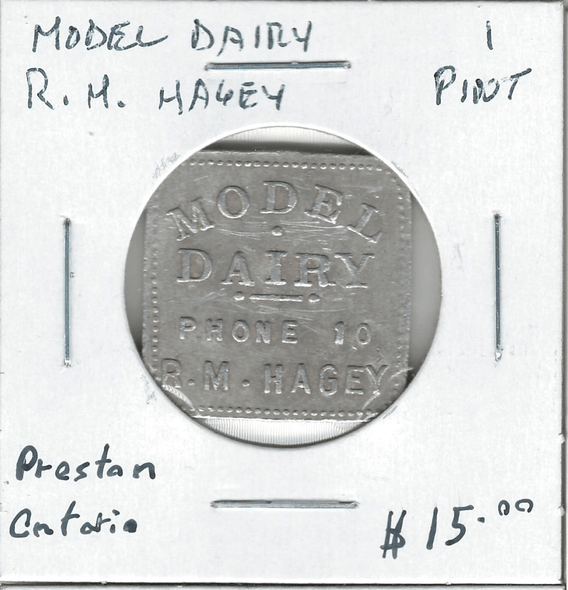 MODEL DAIRY 1
R.M. HAGEY PINT
MODEL
DAIRY
PHONE 10
R.M. HAGEY
Preston
Ontario $15.00